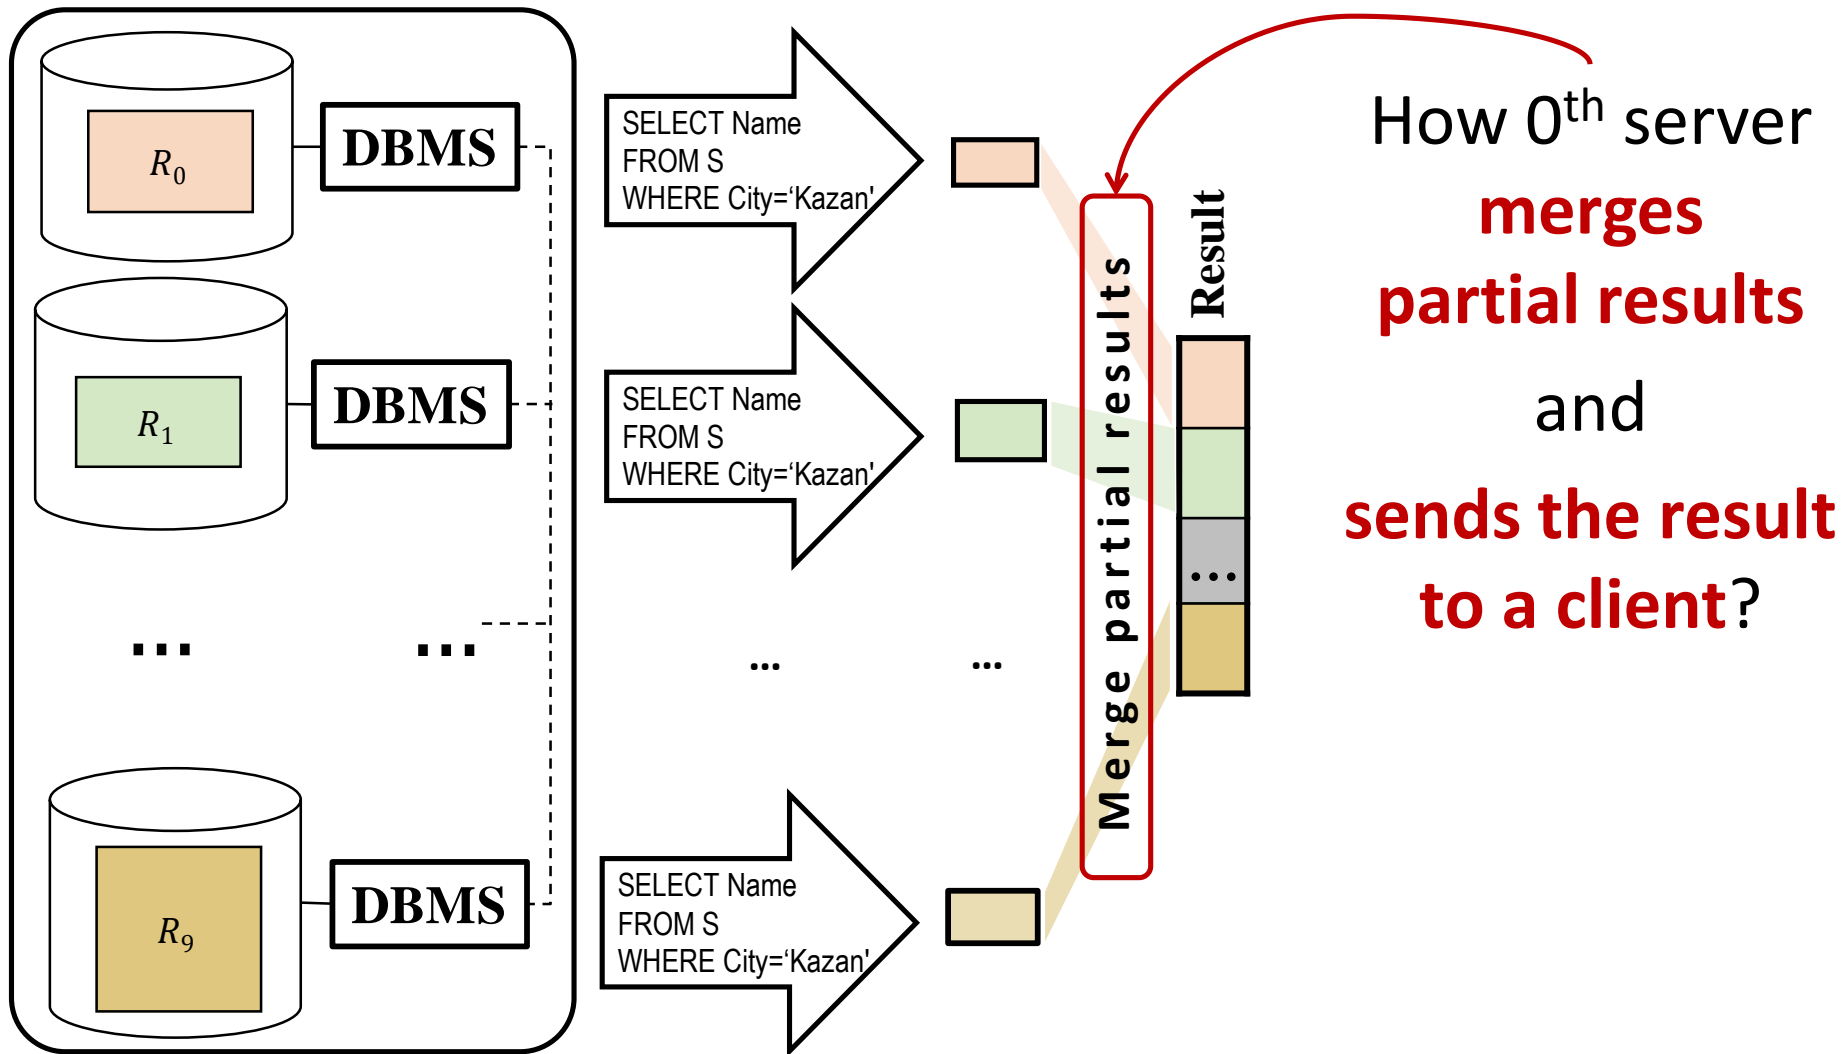 R₀
DBMS
SELECT Name
FROM S
WHERE City=‘Kazan'
R₁
DBMS
SELECT Name
FROM S
WHERE City=‘Kazan'
...
...
...
...
R₉
DBMS
SELECT Name
FROM S
WHERE City=‘Kazan'
Merge partial results
Result
...
How 0th server
merges
partial results
and
sends the result
to a client?